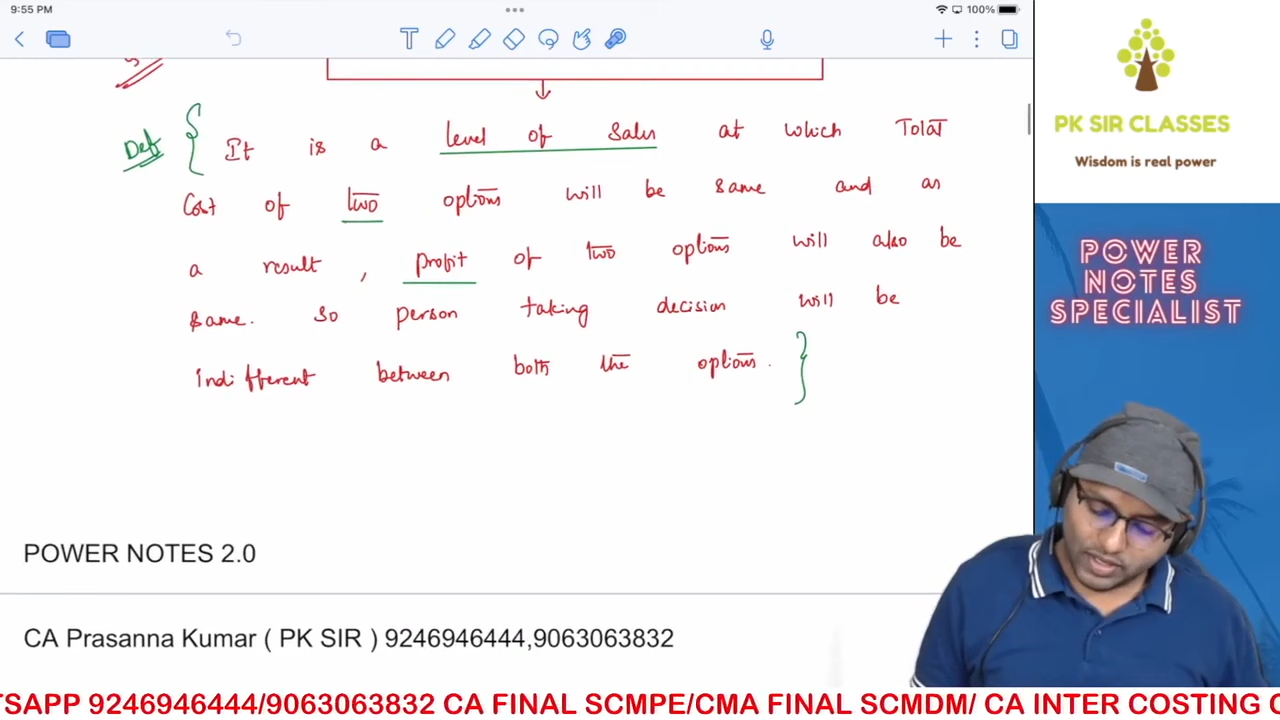 9:55 PM
100%
PK SIR CLASSES
Wisdom is real power
Def { It is a level of Sales at which Total
Cost of two options will be same and as
a result, profit of two options will also be
same. So person taking decision will be
Indifferent between both the options. }
POWER
NOTES
SPECIALIST
POWER NOTES 2.0
CA Prasanna Kumar ( PK SIR ) 9246946444,9063063832
TSAPP 9246946444/9063063832 CA FINAL SCMPE/CMA FINAL SCMDM/ CA INTER COSTING